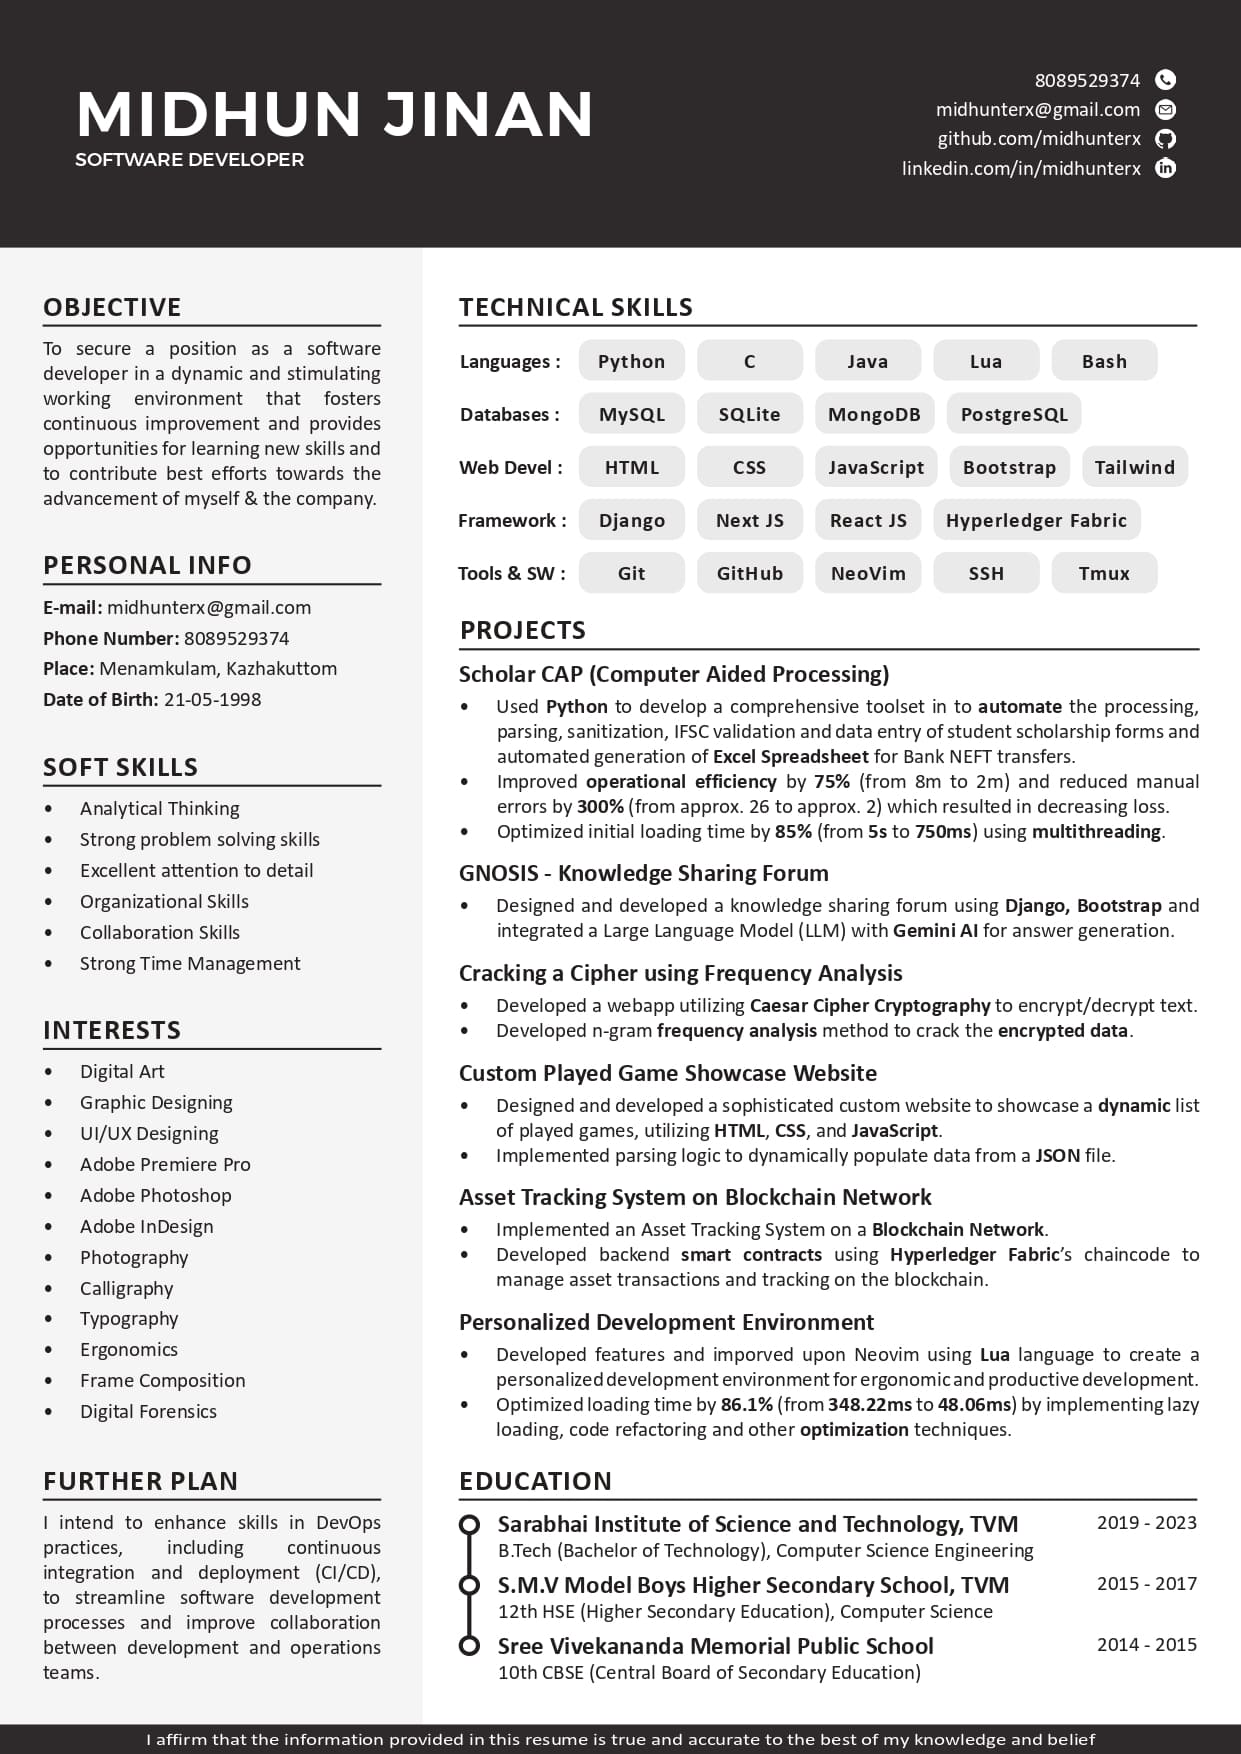 MIDHUN JINAN
SOFTWARE DEVELOPER
8089529374
midhunterx@gmail.com
github.com/midhunterx
linkedin.com/in/midhunterx
OBJECTIVE
To secure a position as a software
developer in a dynamic and stimulating
working environment that fosters
continuous improvement and provides
opportunities for learning new skills and
to contribute best efforts towards the
advancement of myself & the company.
PERSONAL INFO
E-mail: midhunterx@gmail.com
Phone Number: 8089529374
Place: Menamkulam, Kazhakuttom
Date of Birth: 21-05-1998
SOFT SKILLS
• Analytical Thinking
• Strong problem solving skills
• Excellent attention to detail
• Organizational Skills
• Collaboration Skills
• Strong Time Management
INTERESTS
• Digital Art
• Graphic Designing
• UI/UX Designing
• Adobe Premiere Pro
• Adobe Photoshop
• Adobe InDesign
• Photography
• Calligraphy
• Typography
• Ergonomics
• Frame Composition
• Digital Forensics
FURTHER PLAN
I intend to enhance skills in DevOps
practices, including continuous
integration and deployment (CI/CD),
to streamline software development
processes and improve collaboration
between development and operations
teams.
TECHNICAL SKILLS
Languages : Python C Java Lua Bash
Databases : MySQL SQLite MongoDB PostgreSQL
Web Devel : HTML CSS JavaScript Bootstrap Tailwind
Framework : Django Next JS React JS Hyperledger Fabric
Tools & SW : Git GitHub NeoVim SSH Tmux
PROJECTS
Scholar CAP (Computer Aided Processing)
• Used Python to develop a comprehensive toolset in to automate the processing,
parsing, sanitization, IFSC validation and data entry of student scholarship forms and
automated generation of Excel Spreadsheet for Bank NEFT transfers.
• Improved operational efficiency by 75% (from 8m to 2m) and reduced manual
errors by 300% (from approx. 26 to approx. 2) which resulted in decreasing loss.
• Optimized initial loading time by 85% (from 5s to 750ms) using multithreading.
GNOSIS - Knowledge Sharing Forum
• Designed and developed a knowledge sharing forum using Django, Bootstrap and
integrated a Large Language Model (LLM) with Gemini AI for answer generation.
Cracking a Cipher using Frequency Analysis
• Developed a webapp utilizing Caesar Cipher Cryptography to encrypt/decrypt text.
• Developed n-gram frequency analysis method to crack the encrypted data.
Custom Played Game Showcase Website
• Designed and developed a sophisticated custom website to showcase a dynamic list
of played games, utilizing HTML, CSS, and JavaScript.
• Implemented parsing logic to dynamically populate data from a JSON file.
Asset Tracking System on Blockchain Network
• Implemented an Asset Tracking System on a Blockchain Network.
• Developed backend smart contracts using Hyperledger Fabric’s chaincode to
manage asset transactions and tracking on the blockchain.
Personalized Development Environment
• Developed features and imporved upon Neovim using Lua language to create a
personalized development environment for ergonomic and productive development.
• Optimized loading time by 86.1% (from 348.22ms to 48.06ms) by implementing lazy
loading, code refactoring and other optimization techniques.
EDUCATION
Sarabhai Institute of Science and Technology, TVM 2019 - 2023
B.Tech (Bachelor of Technology), Computer Science Engineering
S.M.V Model Boys Higher Secondary School, TVM 2015 - 2017
12th HSE (Higher Secondary Education), Computer Science
Sree Vivekananda Memorial Public School 2014 - 2015
10th CBSE (Central Board of Secondary Education)
I affirm that the information provided in this resume is true and accurate to the best of my knowledge and belief